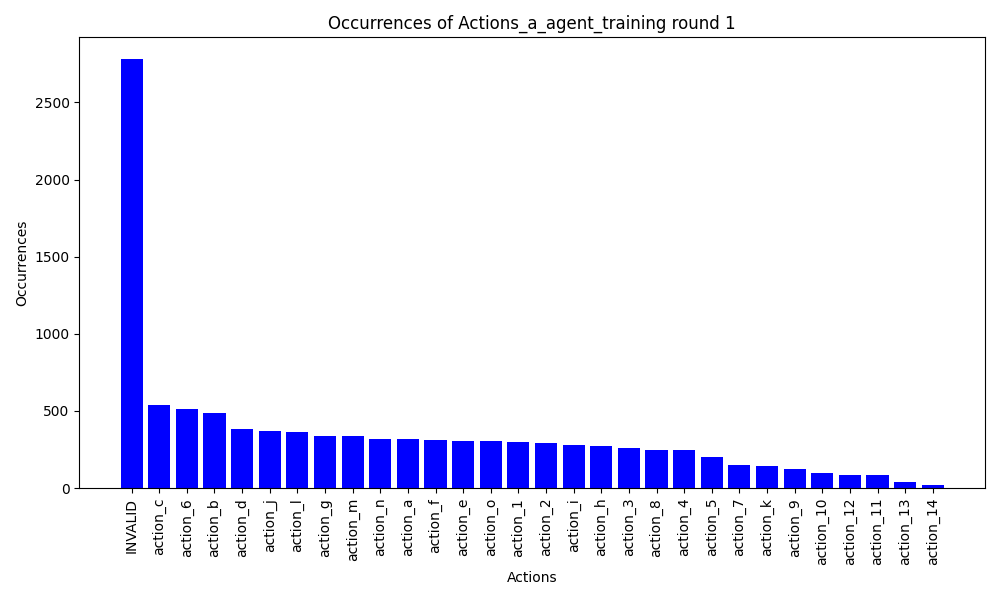 Occurrences of Actions_a_agent_training round 1
Occurrences
2500
2000
1500
1000
500
0
INVALID
action_c
action_6
action_b
action_d
action_j
action_l
action_g
action_m
action_n
action_a
action_f
action_e
action_o
action_1
action_2
action_i
action_h
action_3
action_8
action_4
action_5
action_7
action_k
action_9
action_10
action_12
action_11
action_13
action_14
Actions